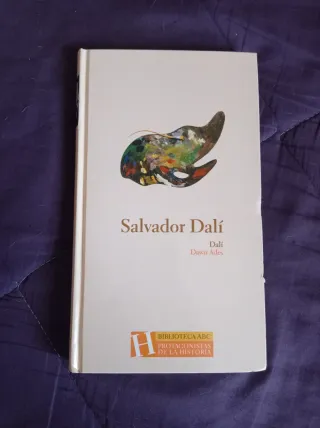 Salvador Dalí
Dalí
Dawn Ades
H
BIBLIOTECA ABC
PROTAGONISTAS
DE LA HISTORIA